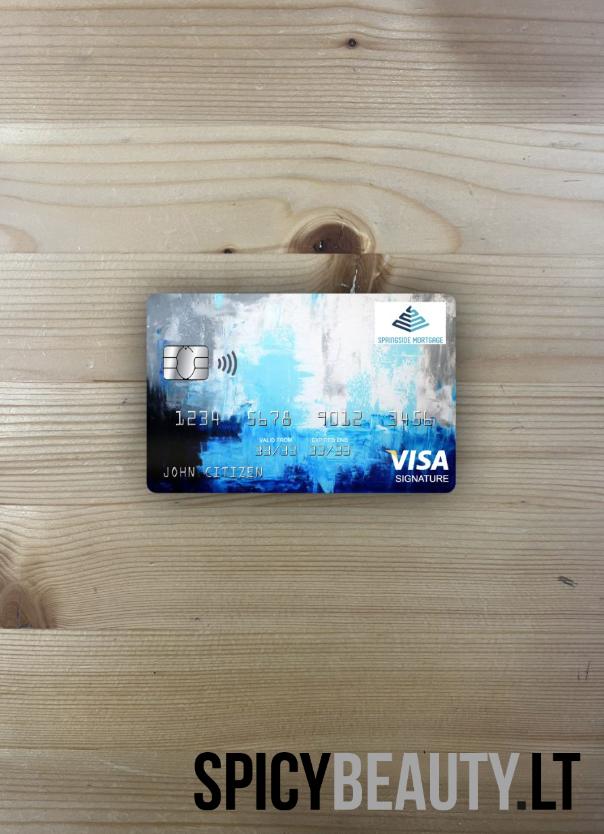 SPRINGSIDE MORTGAGE
1234 5678 9012 3456
VALID FROM EXPIRES END
33/33 33/33
JOHN CITIZEN
VISA
SIGNATURE
SPICYBEAUTY.LT